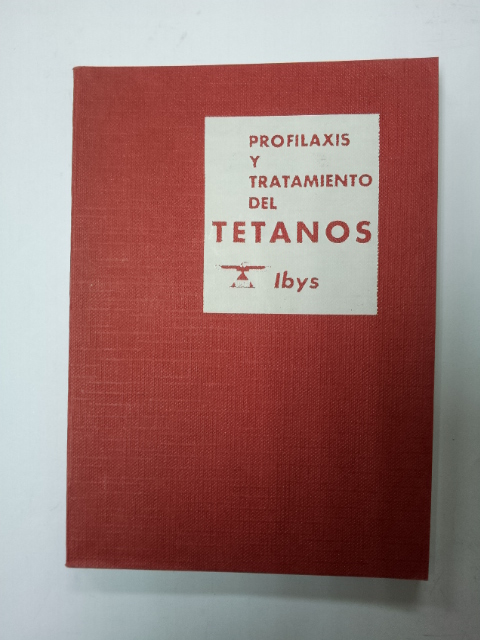 PROFILAXIS
Y
TRATAMIENTO
DEL
TETANOS
Ibys